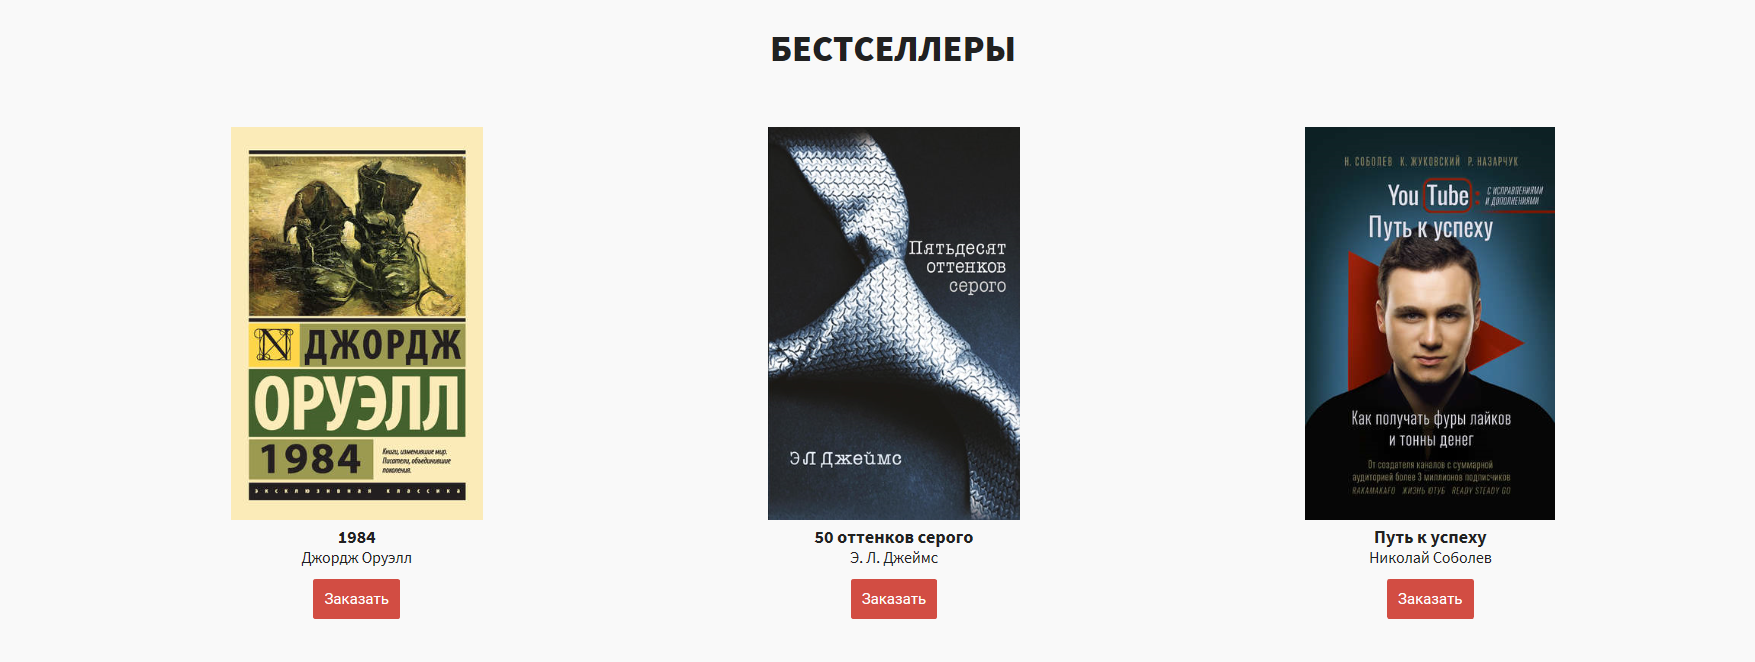 БЕСТСЕЛЛЕРЫ
N ДЖОРДЖ
ОРУЭЛЛ
1984
Книги, изменившие мир.
Писатели, объединившие
поколения.
эксклюзивная классика
1984
Джордж Оруэлл
Заказать
Пятьдесят
оттенков
серого
ЭЛ Джеймс
50 оттенков серого
Э. Л. Джеймс
Заказать
Н. СОБОЛЕВ К. ЖУКОВСКИЙ Р. НАЗАРЧУК
You Tube:
С ИСПРАВЛЕНИЯМИ
И ДОПОЛНЕНИЯМИ
Путь к успеху
Как получать фуры лайков
и тонны денег
От создателя каналов с суммарной
аудиторией более 3 миллионов подписчиков
RAKAMAKAFO ЖИЗНЬ ЮТУБ READY STEADY GO
Путь к успеху
Николай Соболев
Заказать